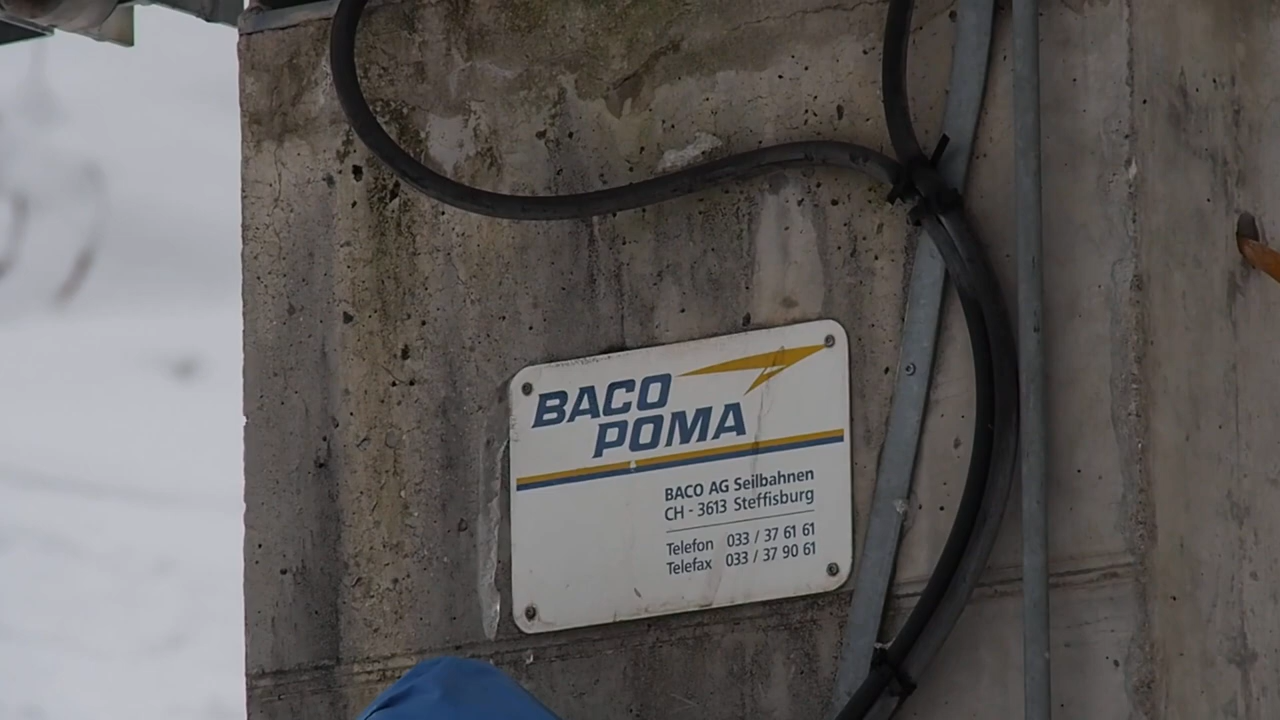 BACO
POMA
BACO AG Seilbahnen
CH - 3613 Steffisburg
Telefon 033 / 37 61 61
Telefax 033 / 37 90 61